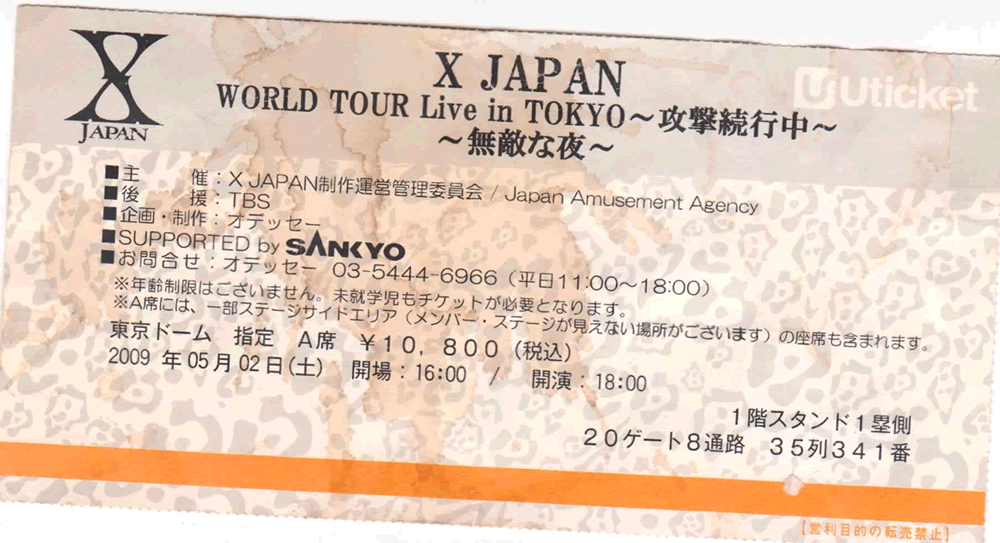 X JAPAN
X JAPAN
WORLD TOUR Live in TOKYO~攻撃続行中~
~無敵な夜~
Uticket
■主 催:X JAPAN制作運営管理委員会 / Japan Amusement Agency
■後 援:TBS
■企画・制作:オデッセー
■SUPPORTED by SANKYO
■お問合せ:オデッセー 03-5444-6966 (平日11:00~18:00)
※年齢制限はございません。未就学児もチケットが必要となります。
※A席には、一部ステージサイドエリア(メンバー・ステージが見えない場所がございます)の座席も含まれます。
東京ドーム 指定 A席 ¥10,800(税込)
2009 年 05 月 02 日(土) 開場:16:00 / 開演:18:00
1階スタンド1塁側
20ゲート8通路 35列341番
【営利目的の転売禁止】